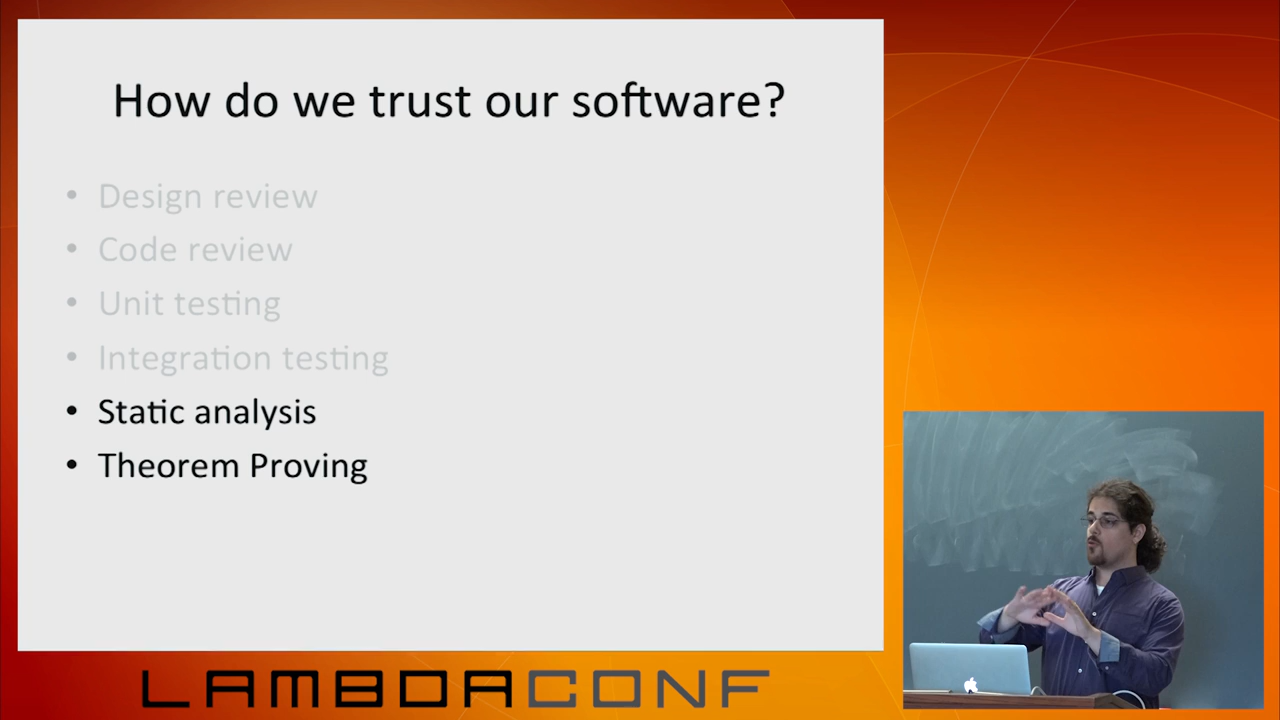 How do we trust our software?
• Design review
• Code review
• Unit testing
• Integration testing
• Static analysis
• Theorem Proving
LAMBDACONF